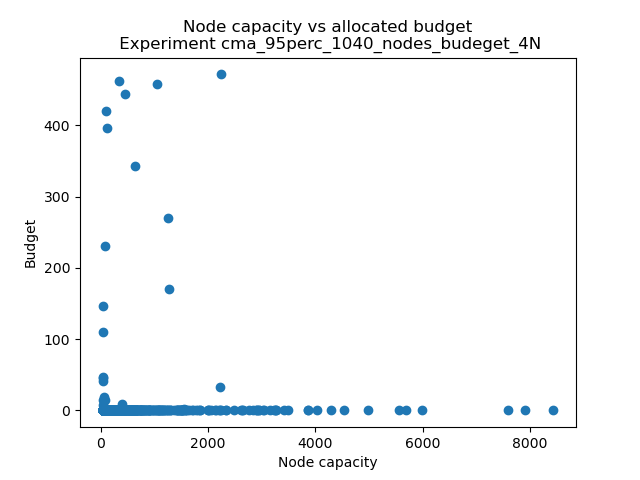 Node capacity vs allocated budget
Experiment cma_95perc_1040_nodes_budeget_4N
400
300
200
100
0
Budget
0 2000 4000 6000 8000
Node capacity